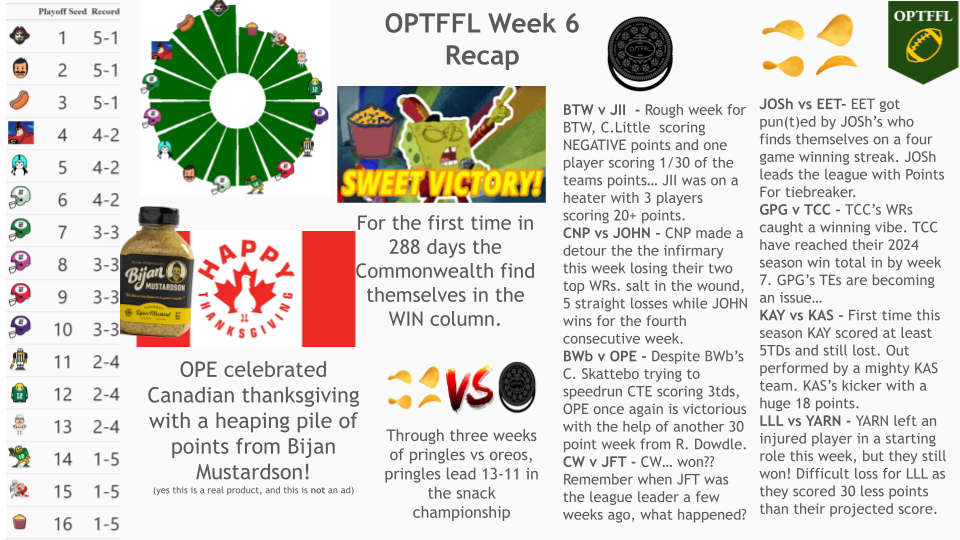 Playoff Seed Record
1 5-1
2 5-1
3 5-1
4 4-2
5 4-2
6 4-2
7 3-3
8 3-3
9 3-3
10 3-3
11 2-4
12 2-4
13 2-4
14 1-5
15 1-5
16 1-5
OPTFFL Week 6
Recap
SWEET VICTORY!
For the first time in
288 days the
Commonwealth find
themselves in the
WIN column.
Bijan
MUSTARDSON
HAPPY
THANKSGIVING
OPE celebrated
Canadian thanksgiving
with a heaping pile of
points from Bijan
Mustardson!
(yes this is a real product, and this is not an ad)
VS
Through three weeks
of pringles vs oreos,
pringles lead 13-11 in
the snack
championship
OPTFFL
BTW v JII - Rough week for
BTW, C.Little scoring
NEGATIVE points and one
player scoring 1/30 of the
teams points... JII was on a
heater with 3 players
scoring 20+ points.
CNP vs JOHN - CNP made a
detour the the infirmary
this week losing their two
top WRs. salt in the wound,
5 straight losses while JOHN
wins for the fourth
consecutive week.
BWb v OPE - Despite BWb's
C. Skattebo trying to
speedrun CTE scoring 3tds,
OPE once again is victorious
with the help of another 30
point week from R. Dowdle.
CW v JFT - CW... won??
Remember when JFT was
the league leader a few
weeks ago, what happened?
OPTFFL
JOSh vs EET- EET got
pun(t)ed by JOSh's who
finds themselves on a four
game winning streak. JOSh
leads the league with Points
For tiebreaker.
GPG v TCC - TCC's WRs
caught a winning vibe. TCC
have reached their 2024
season win total in by week
7. GPG's TEs are becoming
an issue...
KAY vs KAS - First time this
season KAY scored at least
5TDs and still lost. Out
performed by a mighty KAS
team. KAS's kicker with a
huge 18 points.
LLL vs YARN - YARN left an
injured player in a starting
role this week, but they still
won! Difficult loss for LLL as
they scored 30 less points
than their projected score.